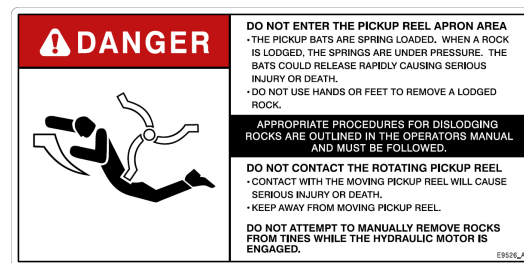 DANGER
DO NOT ENTER THE PICKUP REEL APRON AREA
•THE PICKUP BATS ARE SPRING LOADED. WHEN A ROCK
IS LODGED, THE SPRINGS ARE UNDER PRESSURE. THE
BATS COULD RELEASE RAPIDLY CAUSING SERIOUS
INJURY OR DEATH.
•DO NOT USE HANDS OR FEET TO REMOVE A LODGED
ROCK.
APPROPRIATE PROCEDURES FOR DISLODGING
ROCKS ARE OUTLINED IN THE OPERATORS MANUAL
AND MUST BE FOLLOWED.
DO NOT CONTACT THE ROTATING PICKUP REEL
•CONTACT WITH THE MOVING PICKUP REEL WILL CAUSE
SERIOUS INJURY OR DEATH.
•KEEP AWAY FROM MOVING PICKUP REEL.
DO NOT ATTEMPT TO MANUALLY REMOVE ROCKS
FROM TINES WHILE THE HYDRAULIC MOTOR IS
ENGAGED.
E9526_A